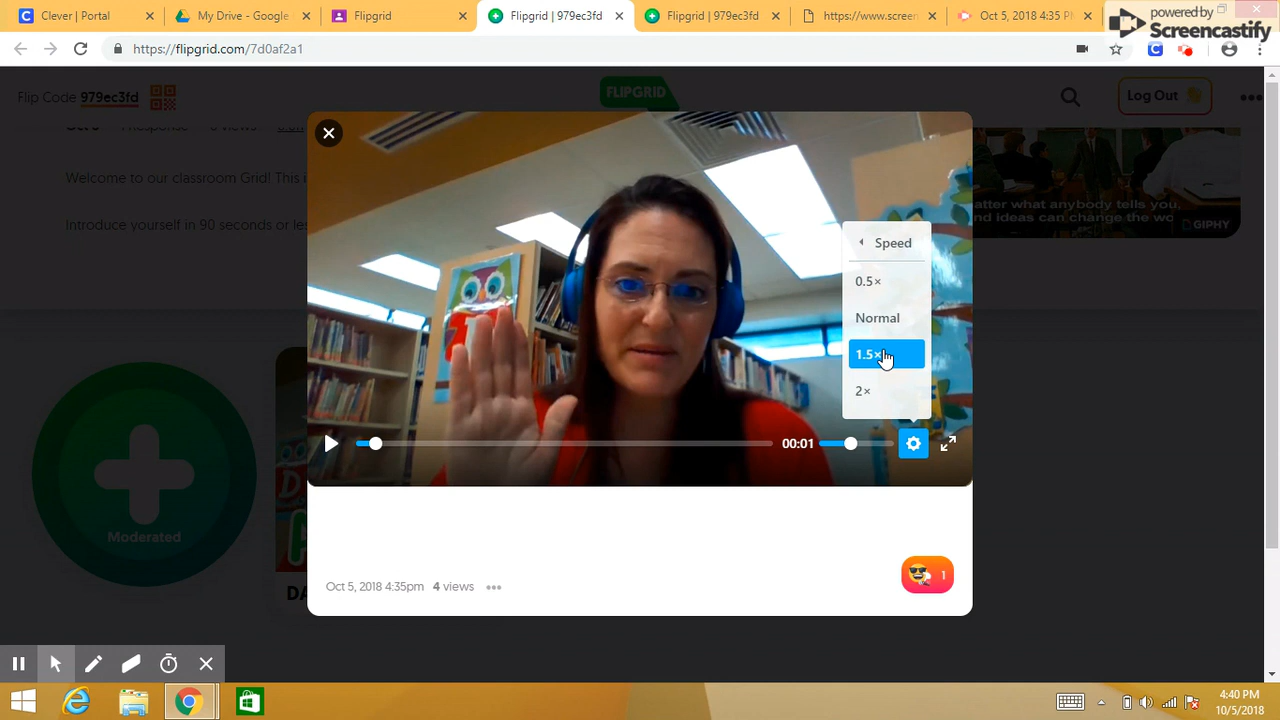 Clever | Portal
My Drive - Google
Flipgrid
Flipgrid | 979ec3fd
Flipgrid | 979ec3fd
https://www.screen
Oct 5, 2018 4:35 P
powered by
Screencastify
https://flipgrid.com/7d0af2a1
Flip Code 979ec3fd
FLIPGRID
Log Out
Welcome to our classroom Grid! This i
Introduce yourself in 90 seconds or les
atter what anybody tells you,
nd ideas can change the wo
GIPHY
Speed
0.5×
Normal
1.5×
2×
00:01
Moderated
DA
Oct 5, 2018 4:35pm 4 views
1
4:40 PM
10/5/2018